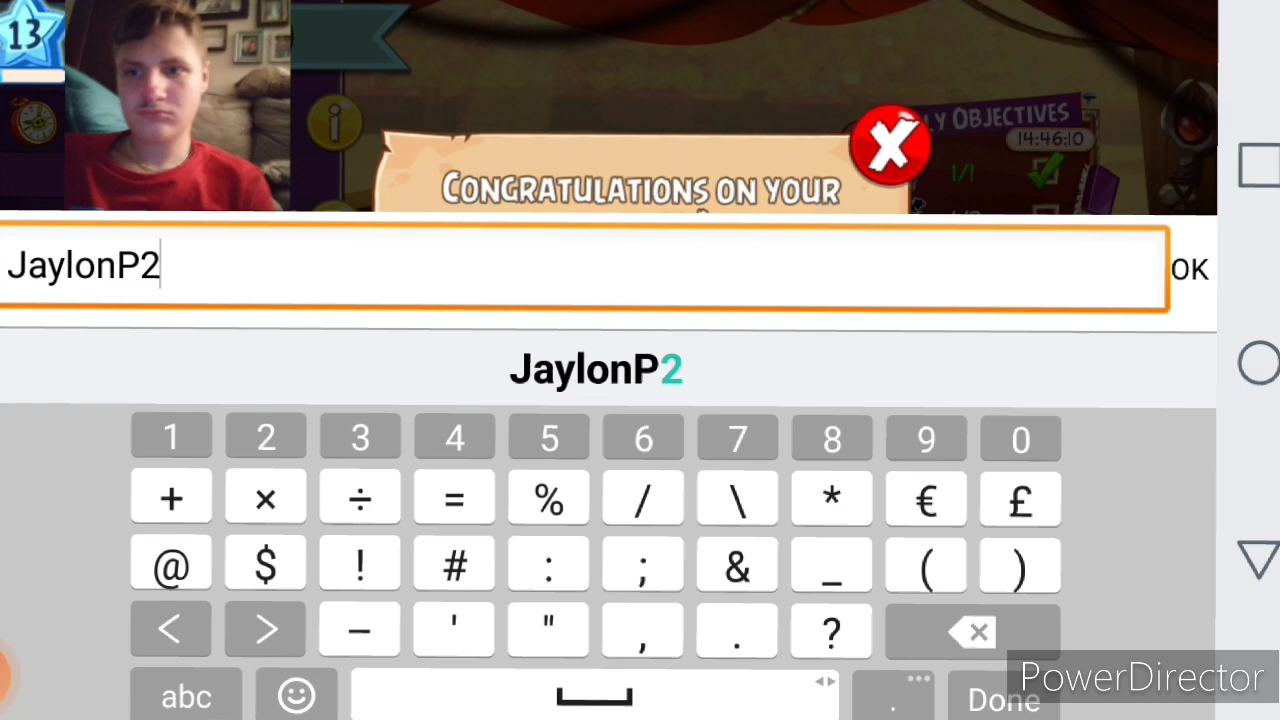 13
LY OBJECTIVES
14:46:10
i
1/1
CONGRATULATIONS ON YOUR
JaylonP2
OK
JaylonP2
1 2 3 4 5 6 7 8 9 0
+ × ÷ = % / \ * € £
@ $ ! # : ; & _ ( )
< > – ' " , . ?
abc . Done
PowerDirector